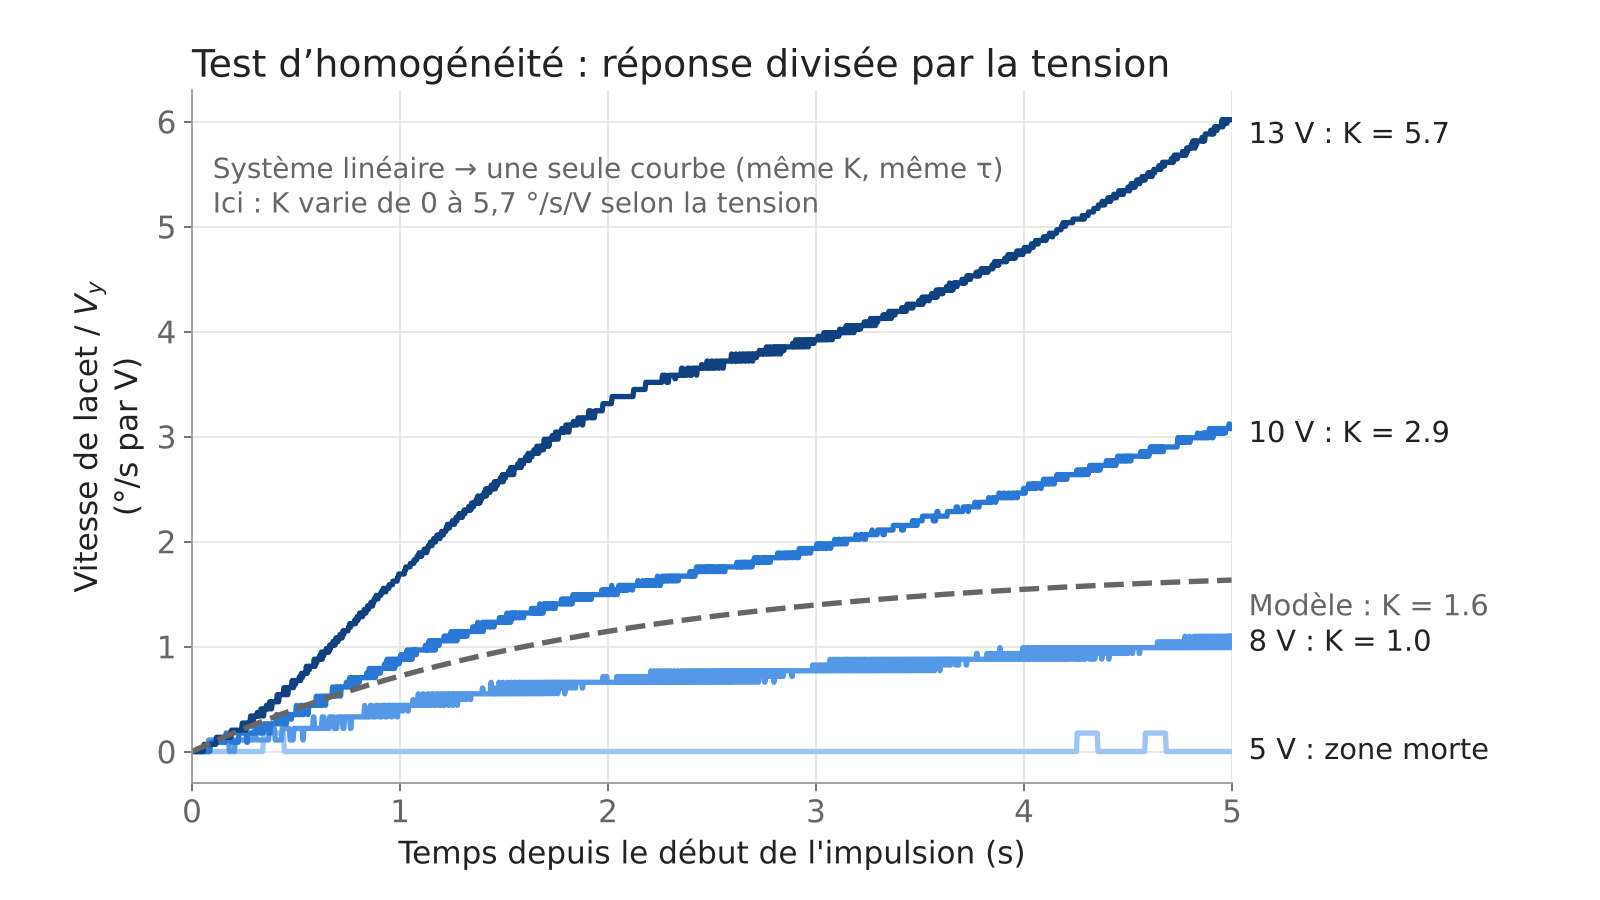 Test d’homogénéité : réponse divisée par la tension
Système linéaire → une seule courbe (même K, même τ)
Ici : K varie de 0 à 5,7 °/s/V selon la tension
Vitesse de lacet / Vy
(°/s par V)
6
5
4
3
2
1
0
0 1 2 3 4 5
Temps depuis le début de l'impulsion (s)
13 V : K = 5.7
10 V : K = 2.9
Modèle : K = 1.6
8 V : K = 1.0
5 V : zone morte